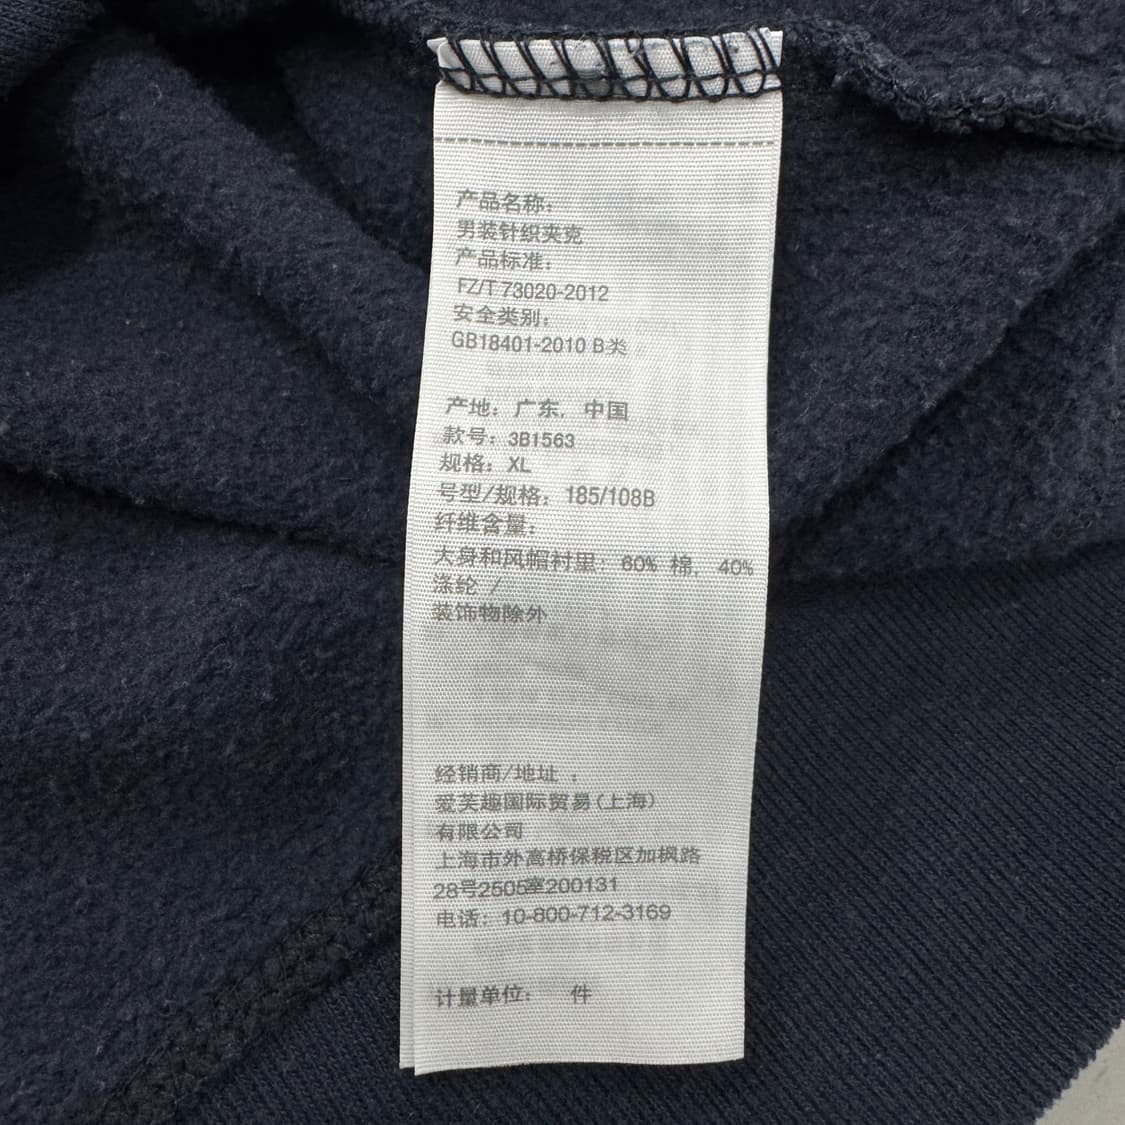 产品名称：
男装针织夹克
产品标准：
FZ/T 73020-2012
安全类别：
GB18401-2010 B类
产地：广东，中国
款号：3B1563
规格：XL
号型/规格：185/108B
纤维含量：
大身和风帽衬里：60% 棉，40%
涤纶 /
装饰物除外
经销商/地址：
爱芙趣国际贸易(上海)
有限公司
上海市外高桥保税区加枫路
28号2505室200131
电话：10-800-712-3169
计量单位： 件